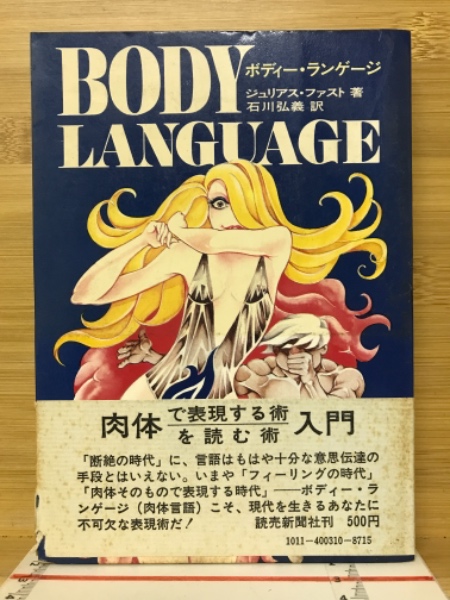 BODY
ボディー・ランゲージ
ジュリアス・ファスト 著
石川弘義 訳
LANGUAGE
肉体で表現する術を読む術入門
「断絶の時代」に、言語はもはや十分な意思伝達の
手段とはいえない。いまや「フィーリングの時代」
「肉体そのもので表現する時代」――ボディー・ラ
ンゲージ(肉体言語)こそ、現代を生きるあなたに
不可欠な表現術だ! 読売新聞社刊 500円
1011-400310-8715